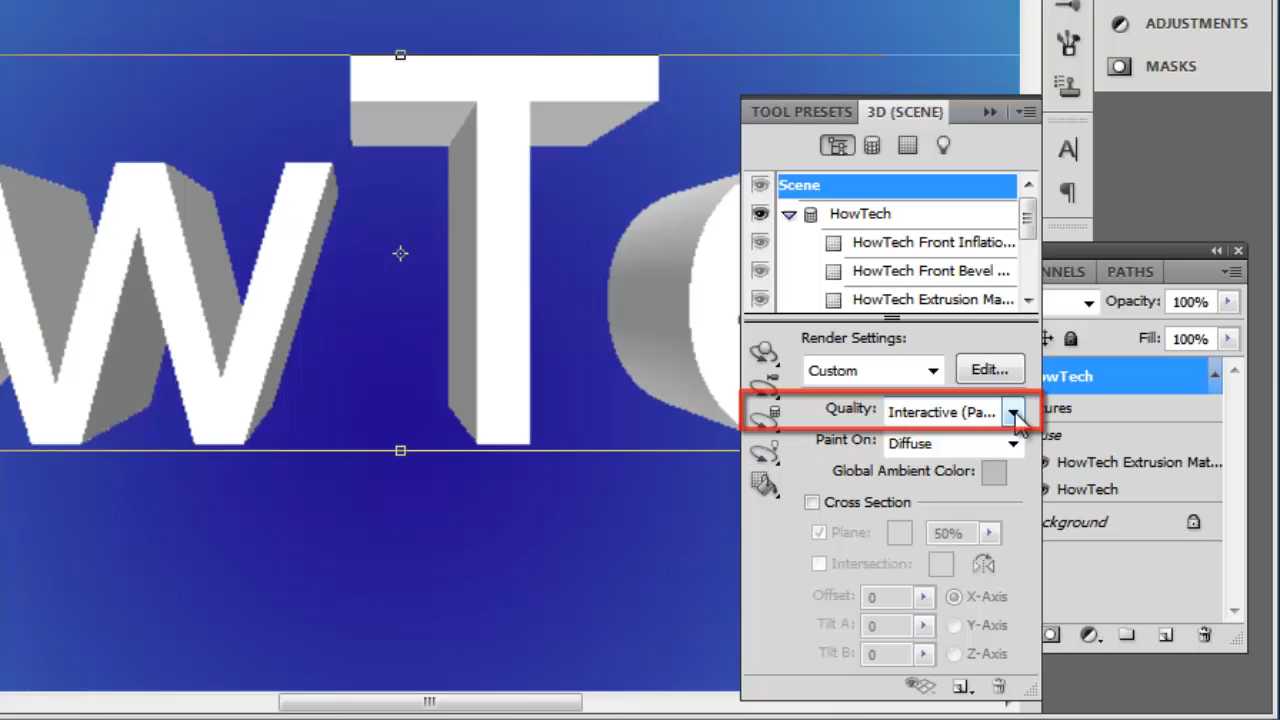 w T
ADJUSTMENTS
MASKS
TOOL PRESETS 3D {SCENE}
Scene
HowTech
HowTech Front Inflatio...
HowTech Front Bevel ...
HowTech Extrusion Ma...
Render Settings:
Custom
Edit...
Quality: Interactive (Pa...
Paint On: Diffuse
Global Ambient Color:
Cross Section
Plane: 50%
Intersection:
Offset: 0 X-Axis
Tilt A: 0 Y-Axis
Tilt B: 0 Z-Axis
NNELS PATHS
Opacity: 100%
Fill: 100%
owTech
ures
use
HowTech Extrusion Mat...
HowTech
ckground